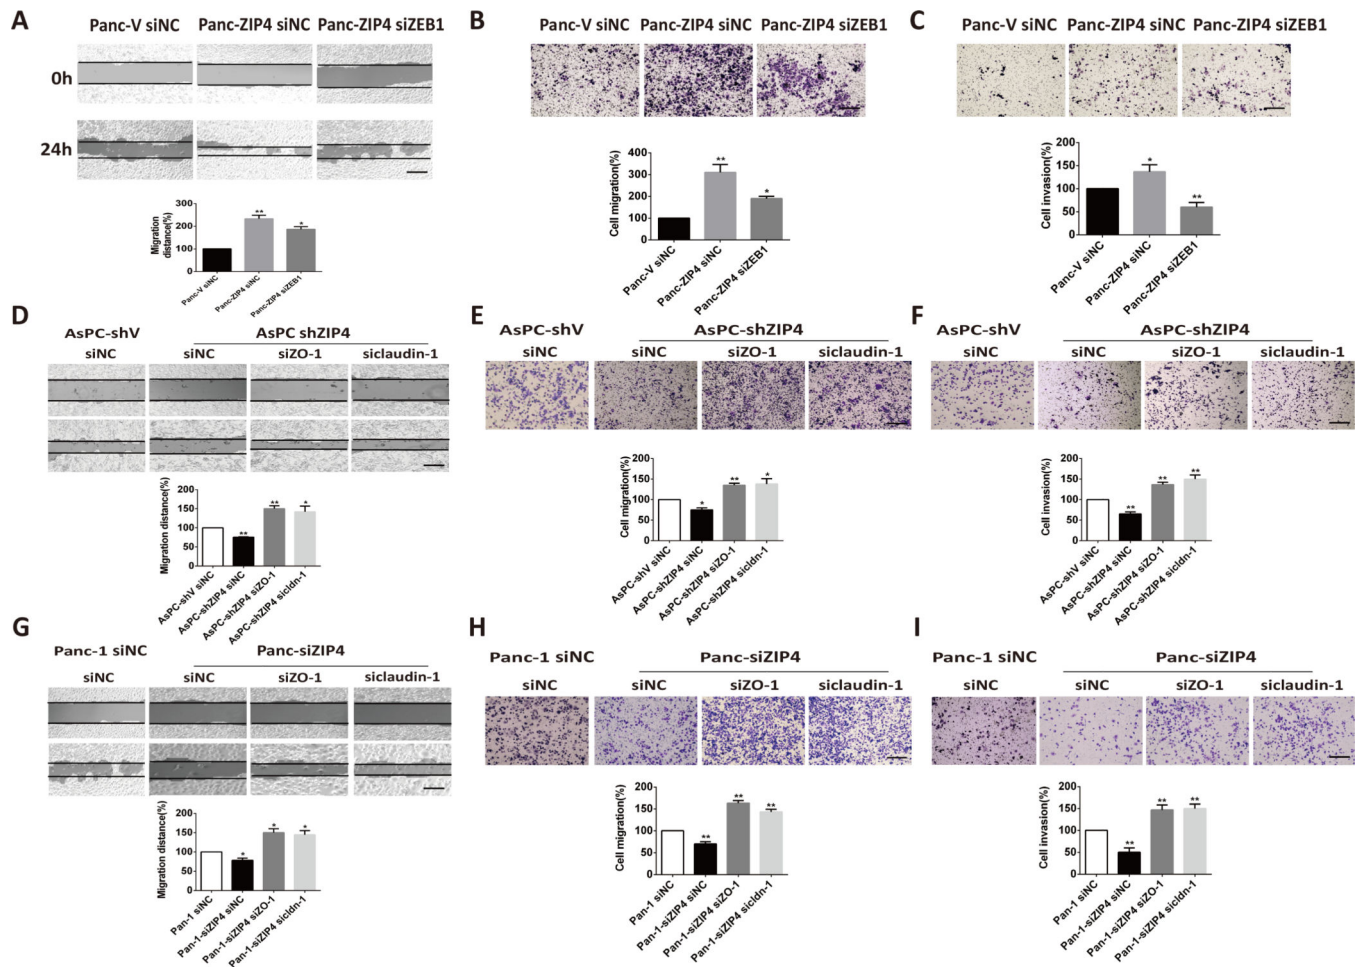 A
Panc-V siNC Panc-ZIP4 siNC Panc-ZIP4 siZEB1
0h
24h
Migration
distance(%)
300
200
100
0
** *
Panc-V siNC
Panc-ZIP4 siNC
Panc-ZIP4 siZEB1
B
Panc-V siNC Panc-ZIP4 siNC Panc-ZIP4 siZEB1
Cell migration(%)
400
300
200
100
0
** *
Panc-V siNC
Panc-ZIP4 siNC
Panc-ZIP4 siZEB1
C
Panc-V siNC Panc-ZIP4 siNC Panc-ZIP4 siZEB1
Cell invasion(%)
200
150
100
50
0
* **
Panc-V siNC
Panc-ZIP4 siNC
Panc-ZIP4 siZEB1
D
AsPC-shV AsPC shZIP4
siNC siNC siZO-1 siclaudin-1
Migration distance(%)
200
150
100
50
0
** ** *
AsPC-shV siNC
AsPC-shZIP4 siNC
AsPC-shZIP4 siZO-1
AsPC-shZIP4 sicldn-1
E
AsPC-shV AsPC-shZIP4
siNC siNC siZO-1 siclaudin-1
Cell migration(%)
200
150
100
50
0
* ** *
AsPC-shV siNC
AsPC-shZIP4 siNC
AsPC-shZIP4 siZO-1
AsPC-shZIP4 sicldn-1
F
AsPC-shV AsPC-shZIP4
siNC siNC siZO-1 siclaudin-1
Cell invasion(%)
200
150
100
50
0
** ** **
AsPC-shV siNC
AsPC-shZIP4 siNC
AsPC-shZIP4 siZO-1
AsPC-shZIP4 sicldn-1
G
Panc-1 siNC Panc-siZIP4
siNC siNC siZO-1 siclaudin-1
Migration distance(%)
200
150
100
50
0
* * *
Pan-1 siNC
Pan-1-siZIP4 siNC
Pan-1-siZIP4 siZO-1
Pan-1-siZIP4 sicldn-1
H
Panc-1 siNC Panc-siZIP4
siNC siNC siZO-1 siclaudin-1
Cell migration(%)
200
150
100
50
0
** ** **
Pan-1 siNC
Pan-1-siZIP4 siNC
Pan-1-siZIP4 siZO-1
Pan-1-siZIP4 sicldn-1
I
Panc-1 siNC Panc-siZIP4
siNC siNC siZO-1 siclaudin-1
Cell invasion(%)
200
150
100
50
0
** ** **
Pan-1 siNC
Pan-1-siZIP4 siNC
Pan-1-siZIP4 siZO-1
Pan-1-siZIP4 sicldn-1